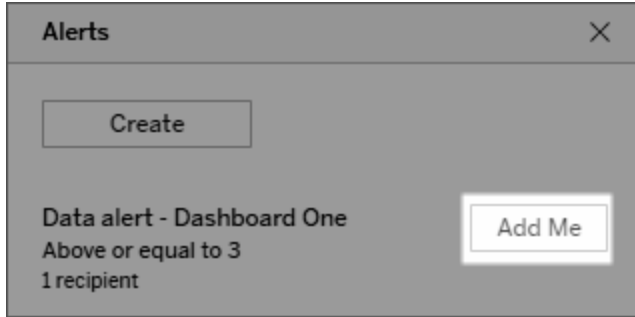 Alerts
Create
Data alert - Dashboard One
Add Me
Above or equal to 3
1 recipient